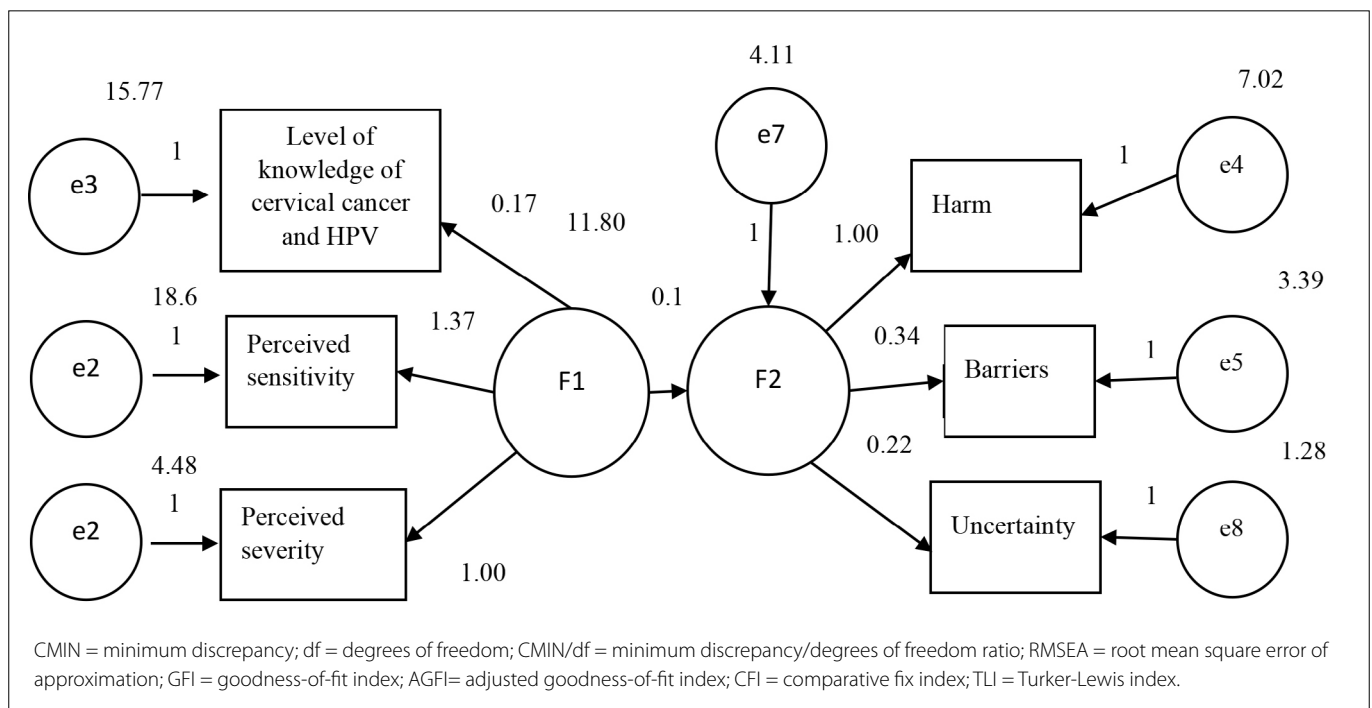 4.11
15.77
7.02
e3
1
Level of
knowledge of
cervical cancer
and HPV
0.17
11.80
e7
1
1.00
Harm
1
e4
18.6
1
e2
Perceived
sensitivity
1.37
F1
0.1
F2
0.34
Barriers
1
e5
3.39
4.48
1
e2
Perceived
severity
1.00
0.22
Uncertainty
1
e8
1.28
CMIN = minimum discrepancy; df = degrees of freedom; CMIN/df = minimum discrepancy/degrees of freedom ratio; RMSEA = root mean square error of
approximation; GFI = goodness-of-fit index; AGFI= adjusted goodness-of-fit index; CFI = comparative fix index; TLI = Turker-Lewis index.